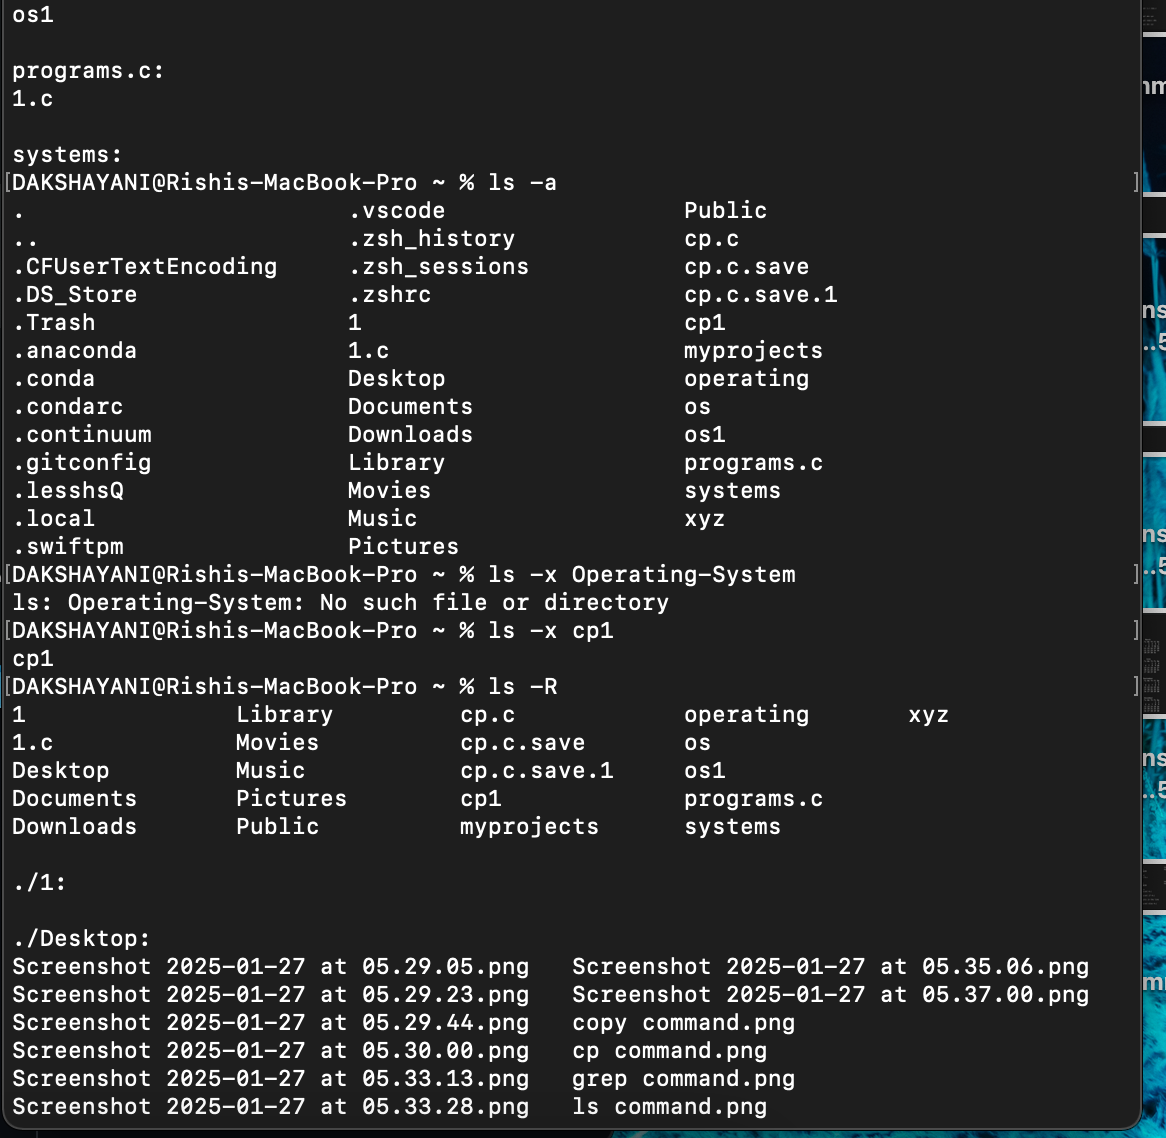 os1
programs.c:
1.c
systems:
[DAKSHAYANI@Rishis-MacBook-Pro ~ % ls -a ]
. .vscode Public
.. .zsh_history cp.c
.CFUserTextEncoding .zsh_sessions cp.c.save
.DS_Store .zshrc cp.c.save.1
.Trash 1 cp1
.anaconda 1.c myprojects
.conda Desktop operating
.condarc Documents os
.continuum Downloads os1
.gitconfig Library programs.c
.lesshsQ Movies systems
.local Music xyz
.swiftpm Pictures
[DAKSHAYANI@Rishis-MacBook-Pro ~ % ls -x Operating-System ]
ls: Operating-System: No such file or directory
[DAKSHAYANI@Rishis-MacBook-Pro ~ % ls -x cp1 ]
cp1
[DAKSHAYANI@Rishis-MacBook-Pro ~ % ls -R ]
1 Library cp.c operating xyz
1.c Movies cp.c.save os
Desktop Music cp.c.save.1 os1
Documents Pictures cp1 programs.c
Downloads Public myprojects systems
./1:
./Desktop:
Screenshot 2025-01-27 at 05.29.05.png Screenshot 2025-01-27 at 05.35.06.png
Screenshot 2025-01-27 at 05.29.23.png Screenshot 2025-01-27 at 05.37.00.png
Screenshot 2025-01-27 at 05.29.44.png copy command.png
Screenshot 2025-01-27 at 05.30.00.png cp command.png
Screenshot 2025-01-27 at 05.33.13.png grep command.png
Screenshot 2025-01-27 at 05.33.28.png ls command.png